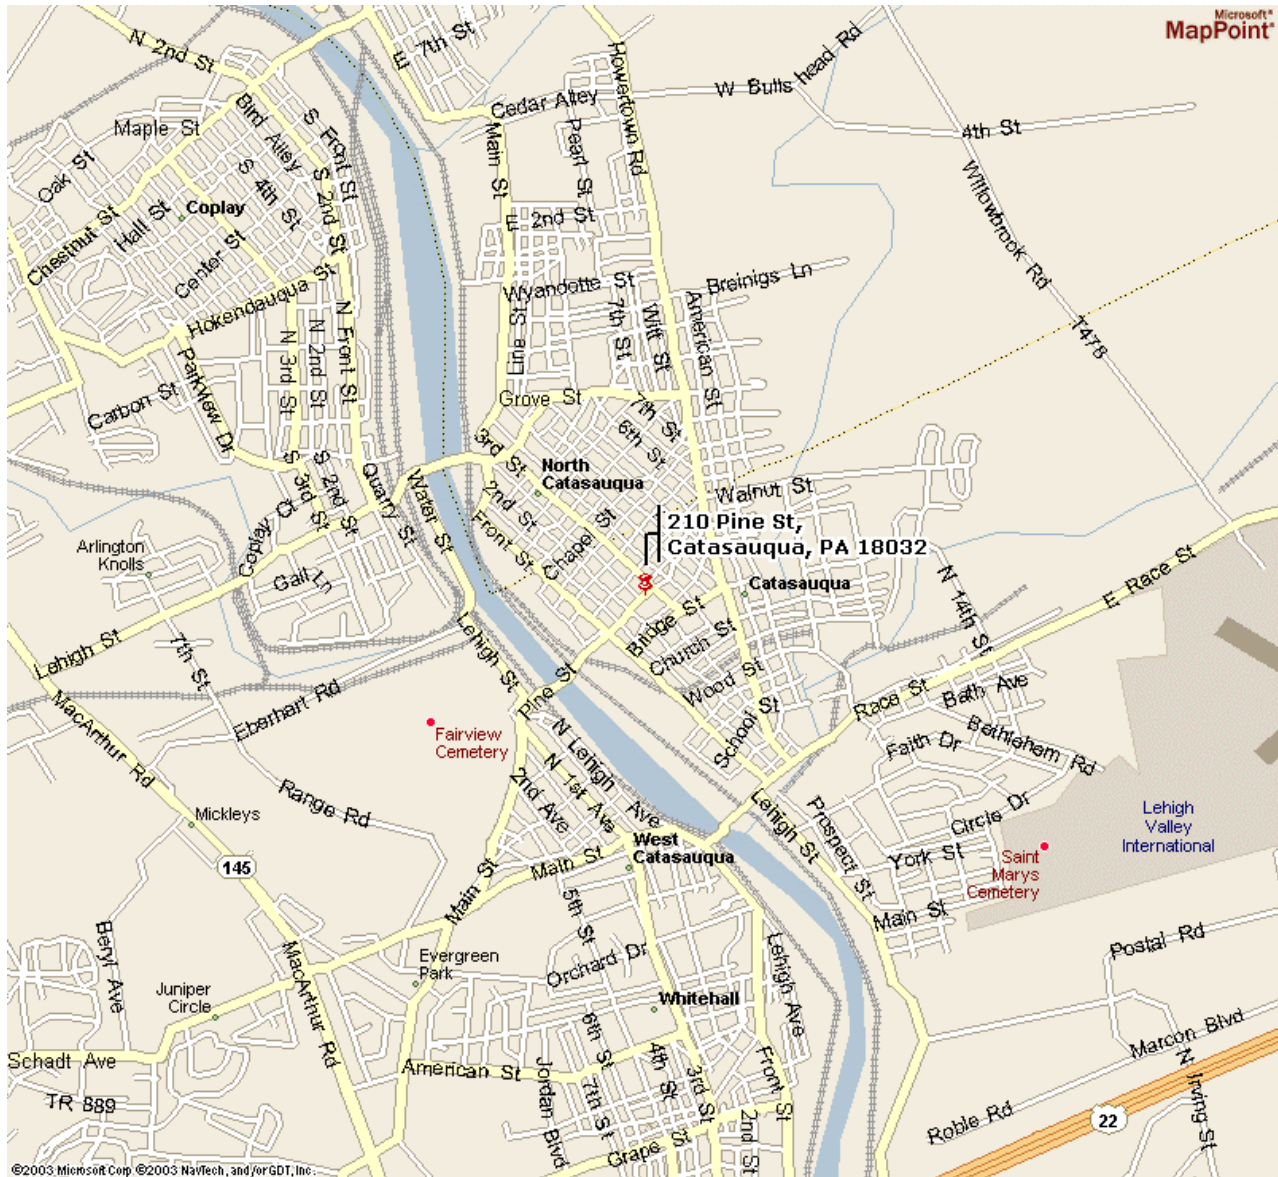 Microsoft®
MapPoint®
N 2nd St
E 7th St
Howertown Rd
W Bullshead Rd
Cedar Alley
4th St
Bird Alley
S Front St
Maple St
Main St
Pearl St
Oak St
S 4th St
S 2nd St
Willowbrook Rd
Hall St
Coplay
E 2nd St
Chestnut St
Center St
Hokendauqua St
Wyandotte St
Breinigs Ln
American St
7th St
Witt St
T478
N Front St
N 2nd St
N 3rd St
Parkview Dr
Line St
Carbon St
Grove St
7th St
6th St
3rd St
North
Catasauqua
Walnut St
2nd St
Front St
Chapel St
S 3rd St
S 2nd St
Quarry St
Water St
Coplay Ct
210 Pine St,
Catasauqua, PA 18032
Arlington
Knolls
Gail Ln
Catasauqua
N 14th St
E Race St
Lehigh St
7th St
Lehigh St
Bridge St
Church St
Wood St
School St
Pine St
Race St
Bath Ave
Bethlehem Rd
Faith Dr
Eberhart Rd
MacArthur Rd
Fairview
Cemetery
N Lehigh Ave
N 1st Ave
2nd Ave
Range Rd
Mickleys
Lehigh St
Prospect St
Circle Dr
Lehigh
Valley
International
York St
Saint
Marys
Cemetery
West
Catasauqua
Main St
145
Main St
5th St
Main St
Beryl Ave
MacArthur Rd
Evergreen
Park
Orchard Dr
Lehigh Ave
Postal Rd
Juniper
Circle
Whitehall
Schadt Ave
American St
6th St
7th St
4th St
3rd St
Front St
2nd St
Jordan Blvd
Marcon Blvd
N Irving St
TR 889
Roble Rd
22
Grape St
©2003 Microsoft Corp ©2003 NavTech, and/or GDT, Inc.